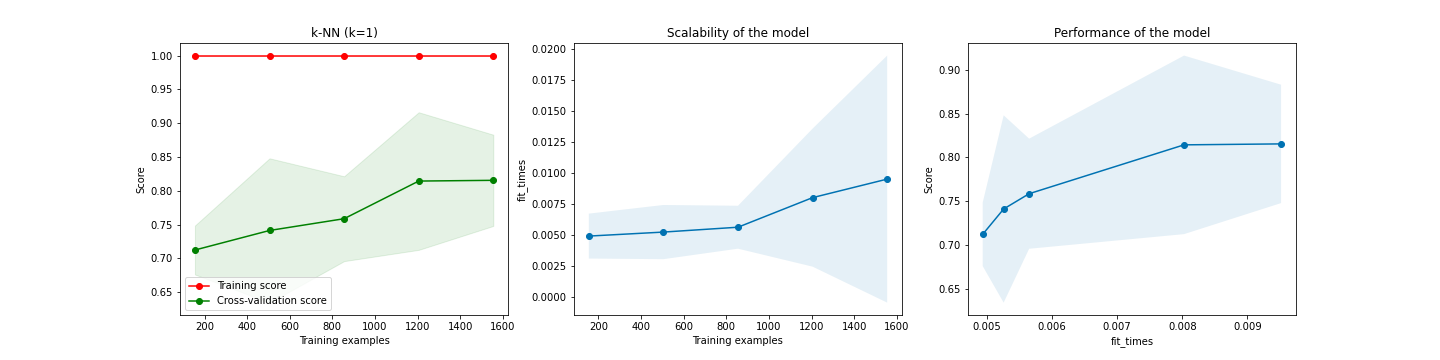 k-NN (k=1)
1.00
0.95
0.90
0.85
0.80
0.75
0.70
0.65
Score
Training score
Cross-validation score
200 400 600 800 1000 1200 1400 1600
Training examples
Scalability of the model
0.0200
0.0175
0.0150
0.0125
0.0100
0.0075
0.0050
0.0025
0.0000
fit_times
200 400 600 800 1000 1200 1400 1600
Training examples
Performance of the model
0.90
0.85
0.80
0.75
0.70
0.65
Score
0.005 0.006 0.007 0.008 0.009
fit_times